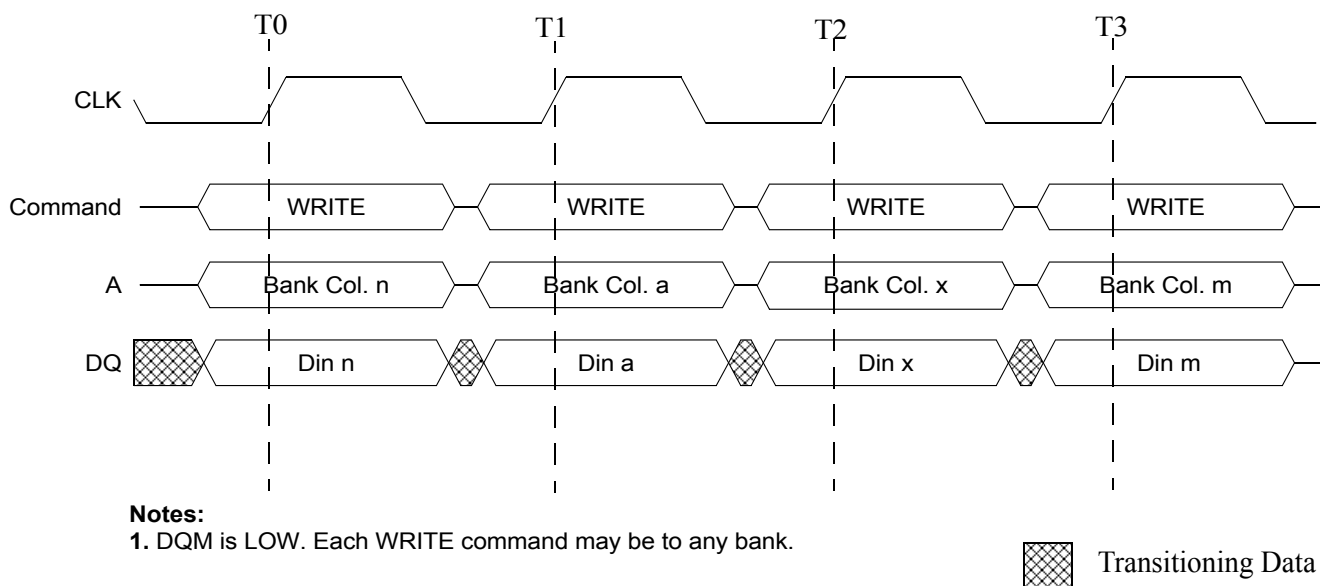 T0 T1 T2 T3
CLK
Command WRITE WRITE WRITE WRITE
A Bank Col. n Bank Col. a Bank Col. x Bank Col. m
DQ Din n Din a Din x Din m
Notes:
1. DQM is LOW. Each WRITE command may be to any bank.
Transitioning Data